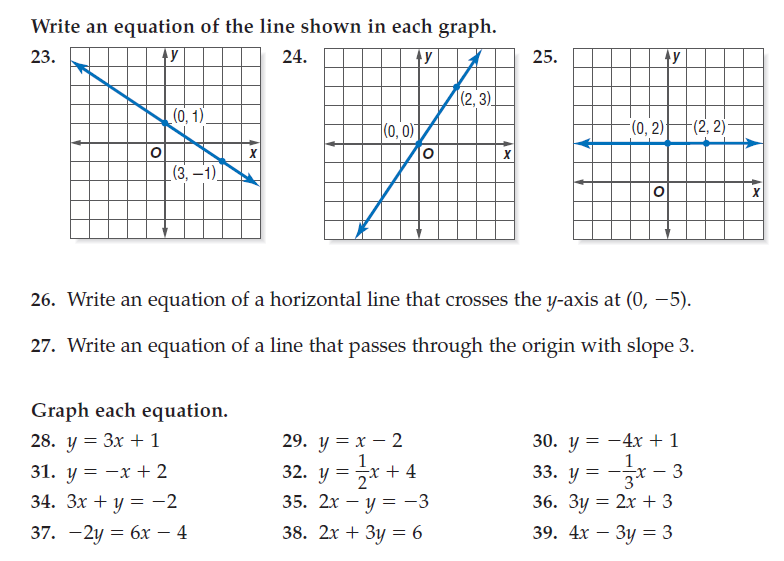 Write an equation of the line shown in each graph.
23. y (0, 1) O x (3, −1)
24. y (2, 3) (0, 0) O x
25. y (0, 2) (2, 2) O x
26. Write an equation of a horizontal line that crosses the y-axis at (0, −5).
27. Write an equation of a line that passes through the origin with slope 3.
Graph each equation.
28. y = 3x + 1 29. y = x − 2 30. y = −4x + 1
31. y = −x + 2 32. y = 1/2x + 4 33. y = −1/3x − 3
34. 3x + y = −2 35. 2x − y = −3 36. 3y = 2x + 3
37. −2y = 6x − 4 38. 2x + 3y = 6 39. 4x − 3y = 3